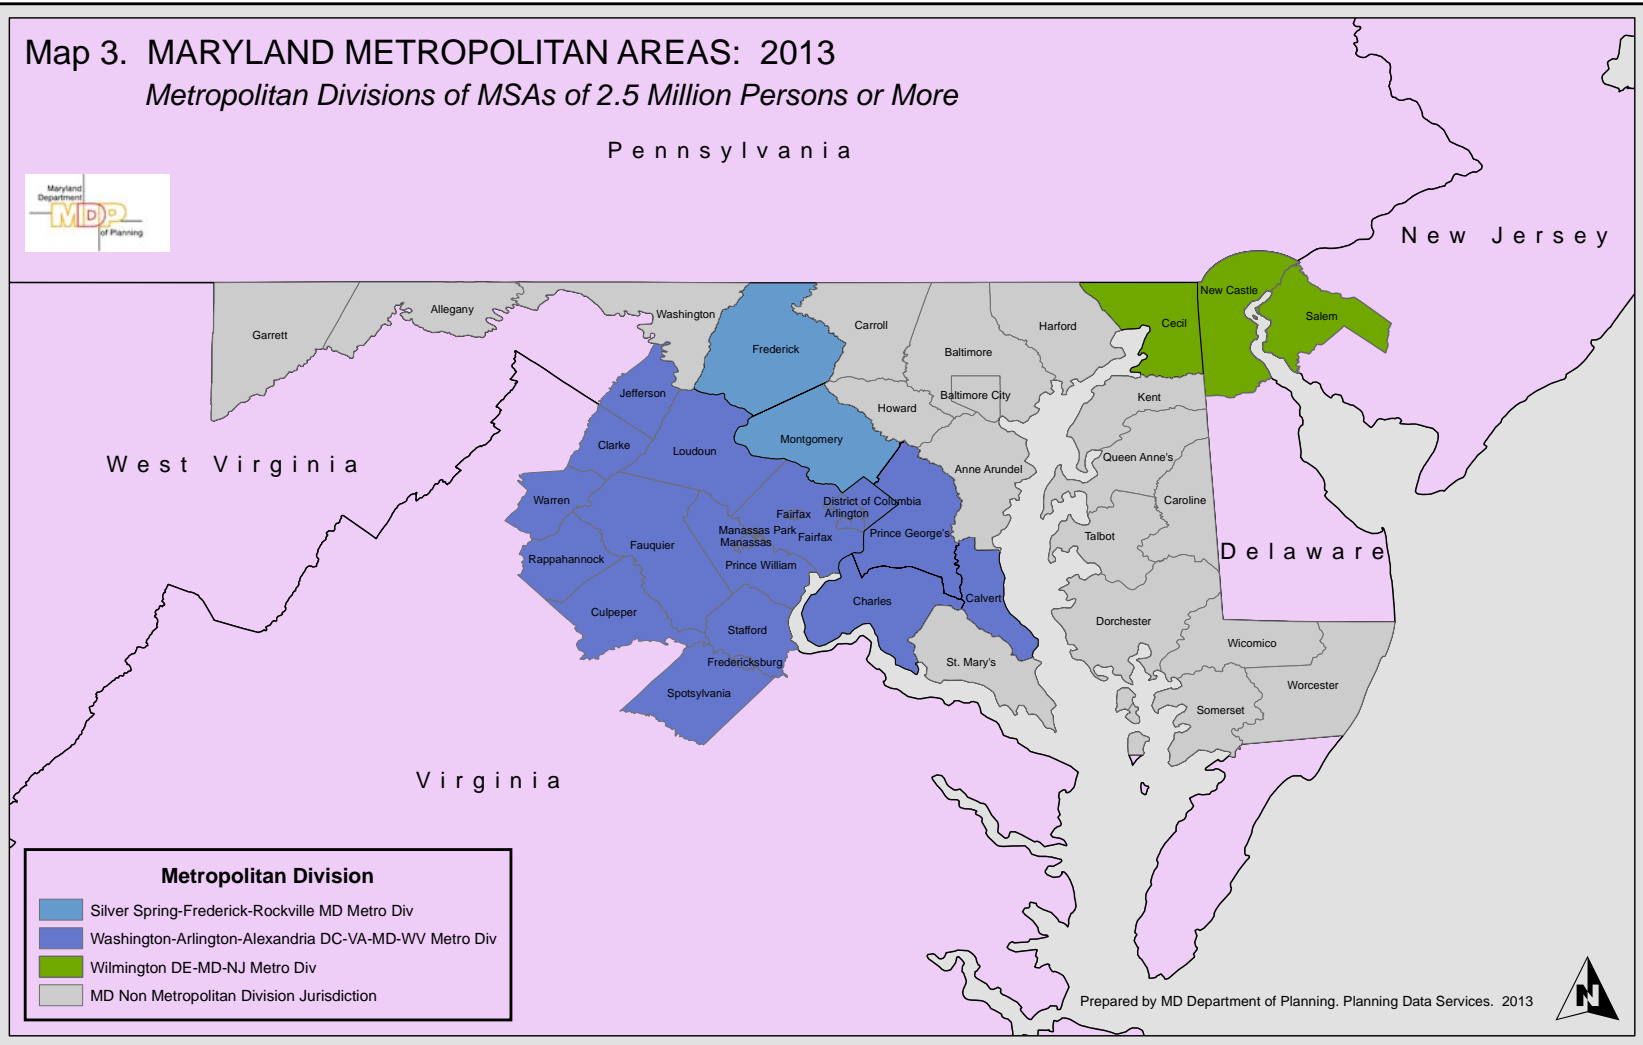 Map 3. MARYLAND METROPOLITAN AREAS: 2013
Metropolitan Divisions of MSAs of 2.5 Million Persons or More
Pennsylvania
Maryland
Department
MDP
of Planning
New Jersey
New Castle
Salem
Cecil
Garrett
Allegany
Washington
Frederick
Carroll
Baltimore
Harford
Baltimore City
Howard
Kent
Jefferson
Montgomery
Clarke
Loudoun
West Virginia
Anne Arundel
Queen Anne's
Caroline
Warren
District of Columbia
Arlington
Fairfax
Manassas Park
Manassas
Fairfax
Prince George's
Talbot
Delaware
Fauquier
Rappahannock
Prince William
Charles
Calvert
Culpeper
Stafford
Dorchester
Wicomico
Fredericksburg
St. Mary's
Spotsylvania
Worcester
Somerset
Virginia
Metropolitan Division
Silver Spring-Frederick-Rockville MD Metro Div
Washington-Arlington-Alexandria DC-VA-MD-WV Metro Div
Wilmington DE-MD-NJ Metro Div
MD Non Metropolitan Division Jurisdiction
Prepared by MD Department of Planning. Planning Data Services. 2013
N